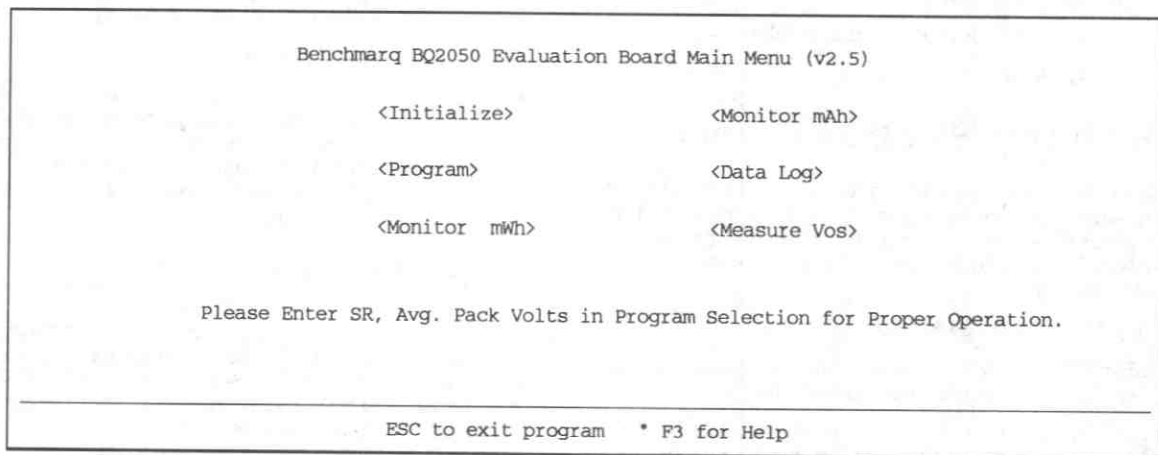 Benchmarq BQ2050 Evaluation Board Main Menu (v2.5)
<Initialize> <Monitor mAh>
<Program> <Data Log>
<Monitor mWh> <Measure Vos>
Please Enter SR, Avg. Pack Volts in Program Selection for Proper Operation.
ESC to exit program * F3 for Help